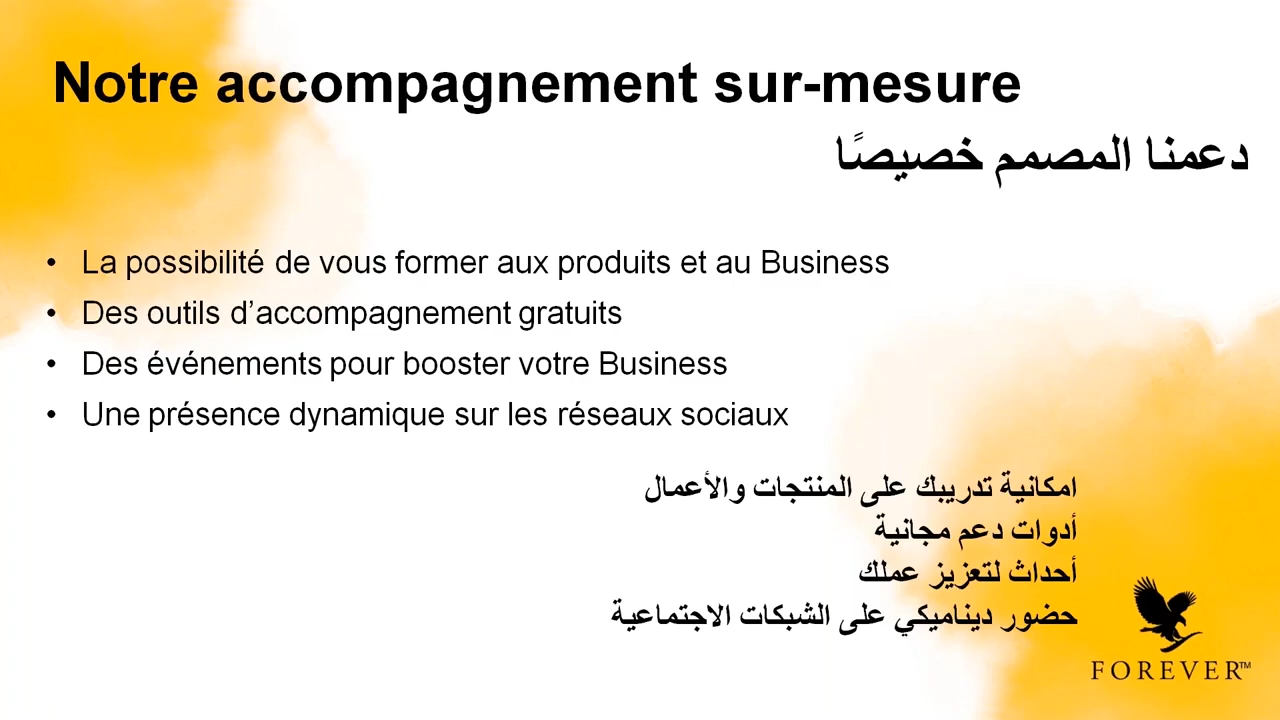 Notre accompagnement sur-mesure
دعمنا المصمم خصيصًا
• La possibilité de vous former aux produits et au Business
• Des outils d’accompagnement gratuits
• Des événements pour booster votre Business
• Une présence dynamique sur les réseaux sociaux
امكانية تدريبك على المنتجات والأعمال
أدوات دعم مجانية
أحداث لتعزيز عملك
حضور ديناميكي على الشبكات الاجتماعية
FOREVER™